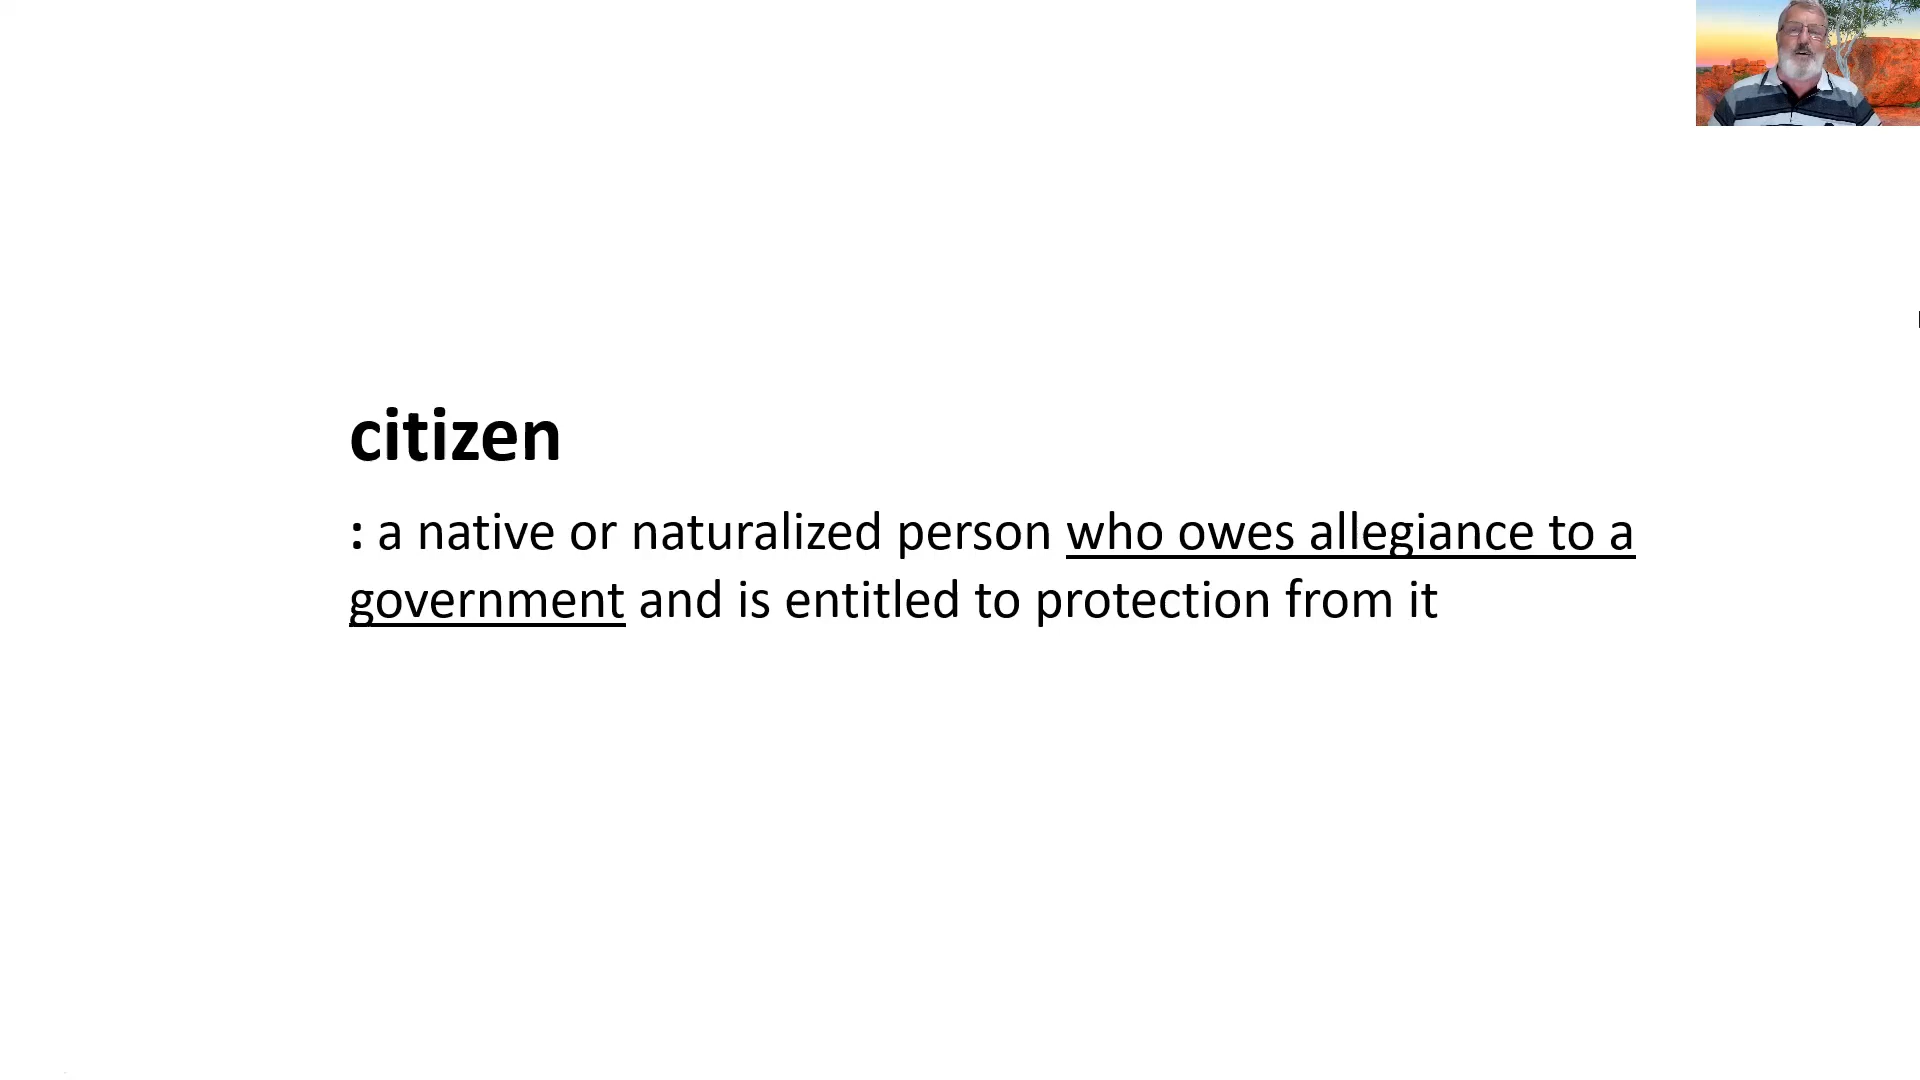 citizen
: a native or naturalized person who owes allegiance to a
government and is entitled to protection from it